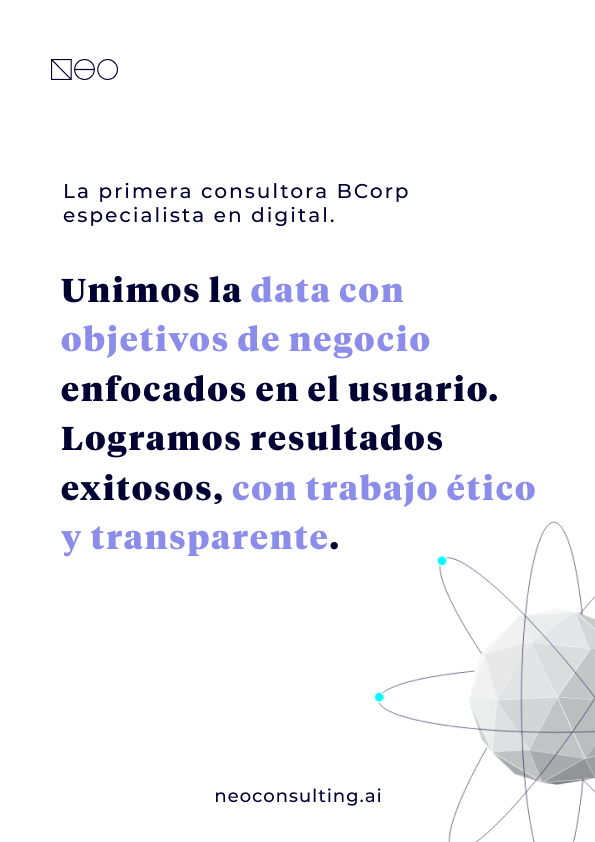 NEO
La primera consultora BCorp
especialista en digital.
Unimos la data con
objetivos de negocio
enfocados en el usuario.
Logramos resultados
exitosos, con trabajo ético
y transparente.
neoconsulting.ai